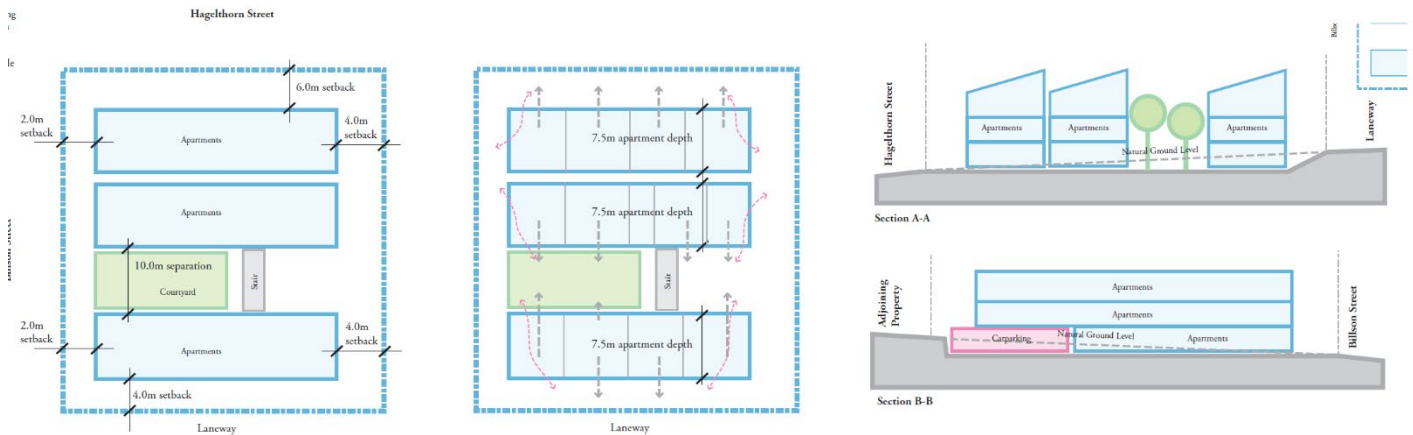 Hagelthorn Street
6.0m setback
2.0m
setback
4.0m
setback
Apartments
Apartments
10.0m separation
Courtyard
Stair
2.0m
setback
4.0m
setback
Apartments
4.0m setback
Laneway
7.5m apartment depth
7.5m apartment depth
Stair
7.5m apartment depth
Laneway
Hagelthorn Street
Apartments
Apartments
Apartments
Natural Ground Level
Laneway
Section A-A
Adjoining
Property
Apartments
Apartments
Carparking
Natural Ground Level
Apartments
Billson Street
Section B-B